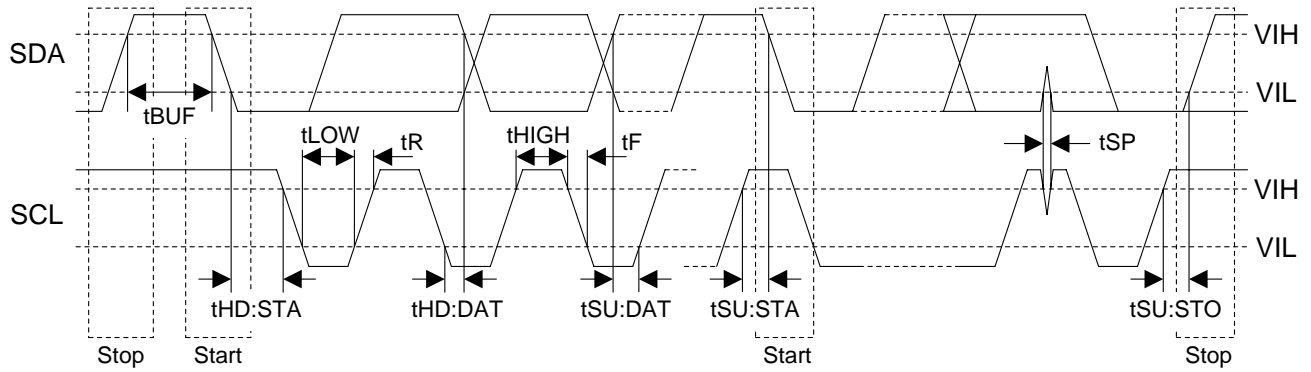 SDA
VIH
VIL
tBUF
tLOW
tR
tHIGH
tF
tSP
SCL
VIH
VIL
tHD:STA
tHD:DAT
tSU:DAT
tSU:STA
tSU:STO
Stop
Start
Start
Stop